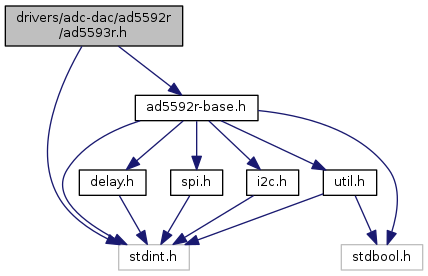 drivers/adc-dac/ad5592r
/ad5593r.h
ad5592r-base.h
delay.h
spi.h
i2c.h
util.h
stdint.h
stdbool.h